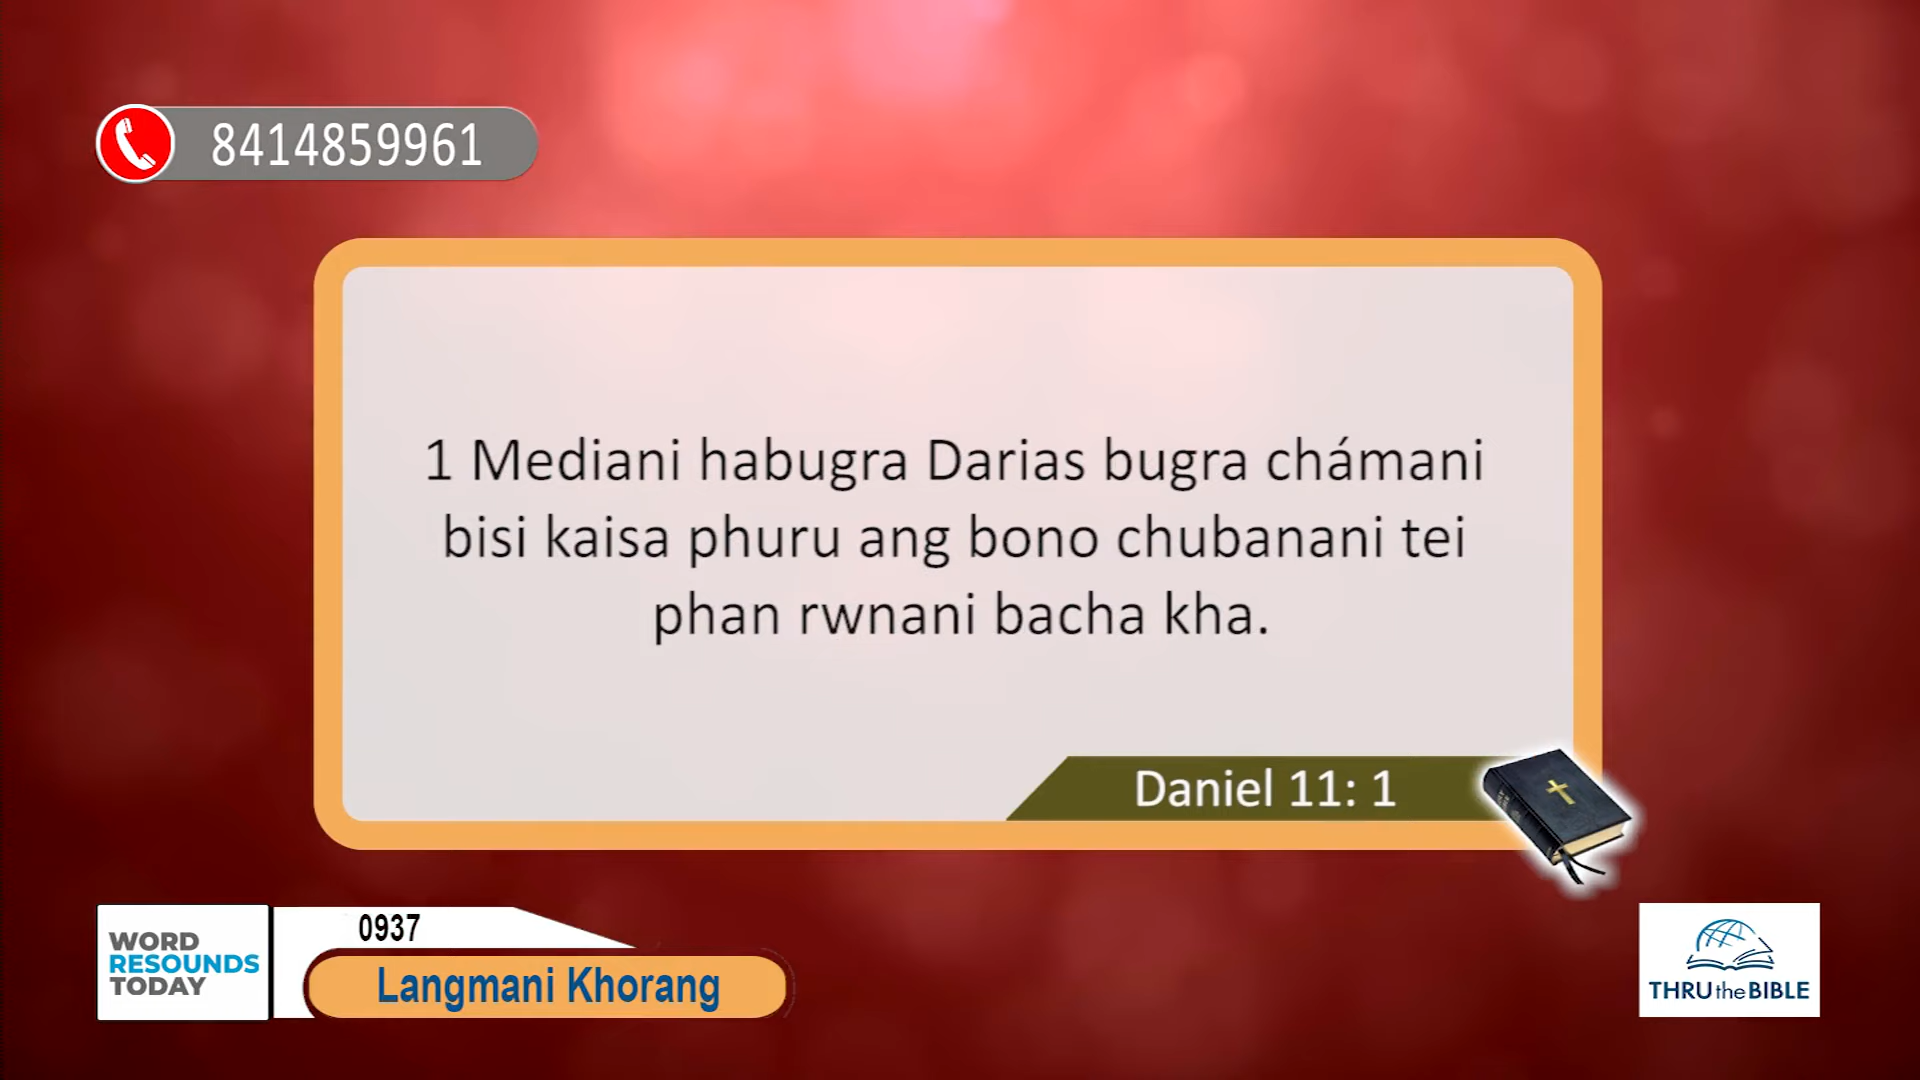 8414859961
1 Mediani habugra Darias bugra chámani
bisi kaisa phuru ang bono chubanani tei
phan rwnani bacha kha.
Daniel 11: 1
0937
Langmani Khorang
WORD
RESOUNDS
TODAY
THRU the BIBLE